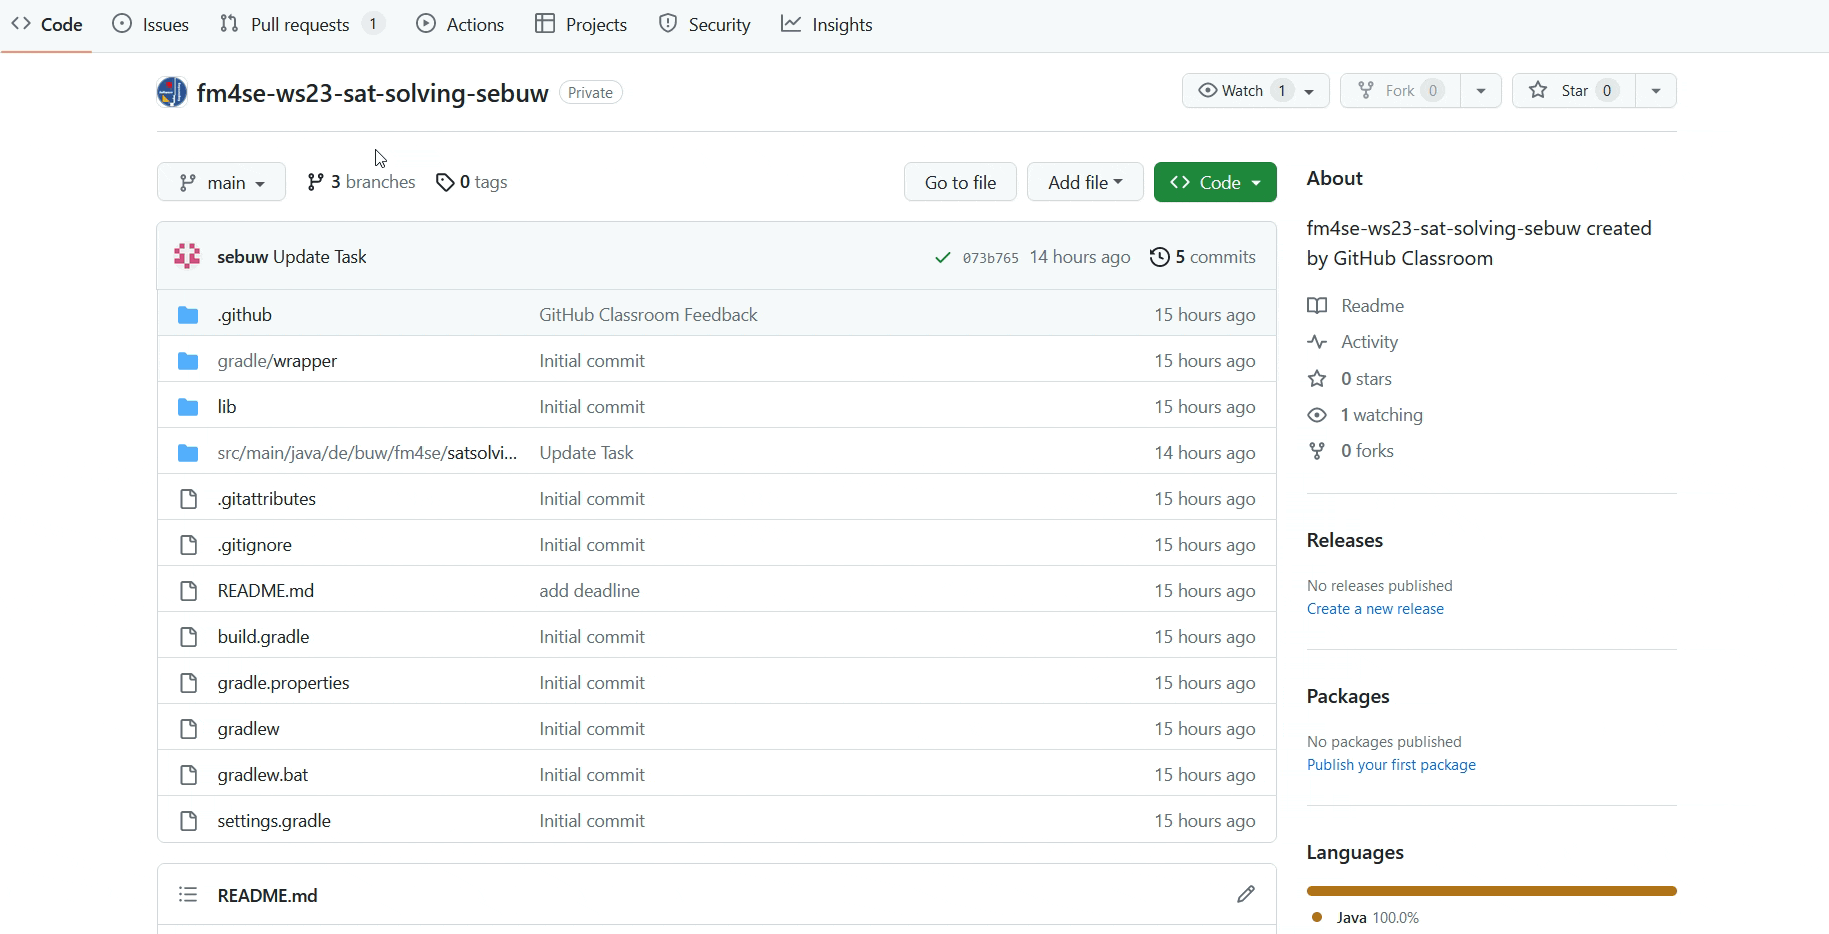 Code Issues Pull requests 1 Actions Projects Security Insights
fm4se-ws23-sat-solving-sebuw Private Watch 1 Fork 0 Star 0
main 3 branches 0 tags Go to file Add file Code
sebuw Update Task 073b765 14 hours ago 5 commits
.github GitHub Classroom Feedback 15 hours ago
gradle/wrapper Initial commit 15 hours ago
lib Initial commit 15 hours ago
src/main/java/de/buw/fm4se/satsolvi... Update Task 14 hours ago
.gitattributes Initial commit 15 hours ago
.gitignore Initial commit 15 hours ago
README.md add deadline 15 hours ago
build.gradle Initial commit 15 hours ago
gradle.properties Initial commit 15 hours ago
gradlew Initial commit 15 hours ago
gradlew.bat Initial commit 15 hours ago
settings.gradle Initial commit 15 hours ago
README.md
About
fm4se-ws23-sat-solving-sebuw created
by GitHub Classroom
Readme
Activity
0 stars
1 watching
0 forks
Releases
No releases published
Create a new release
Packages
No packages published
Publish your first package
Languages
Java 100.0%